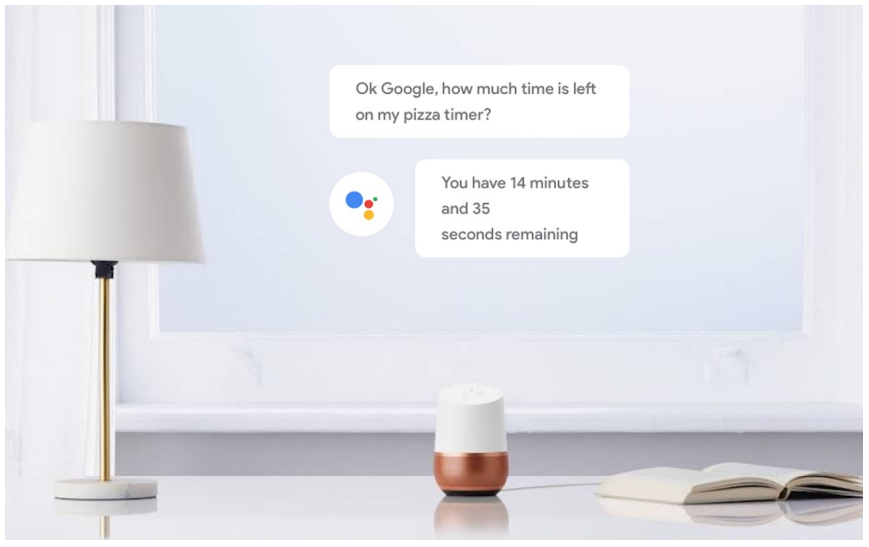 Ok Google, how much time is left
on my pizza timer?
You have 14 minutes
and 35
seconds remaining